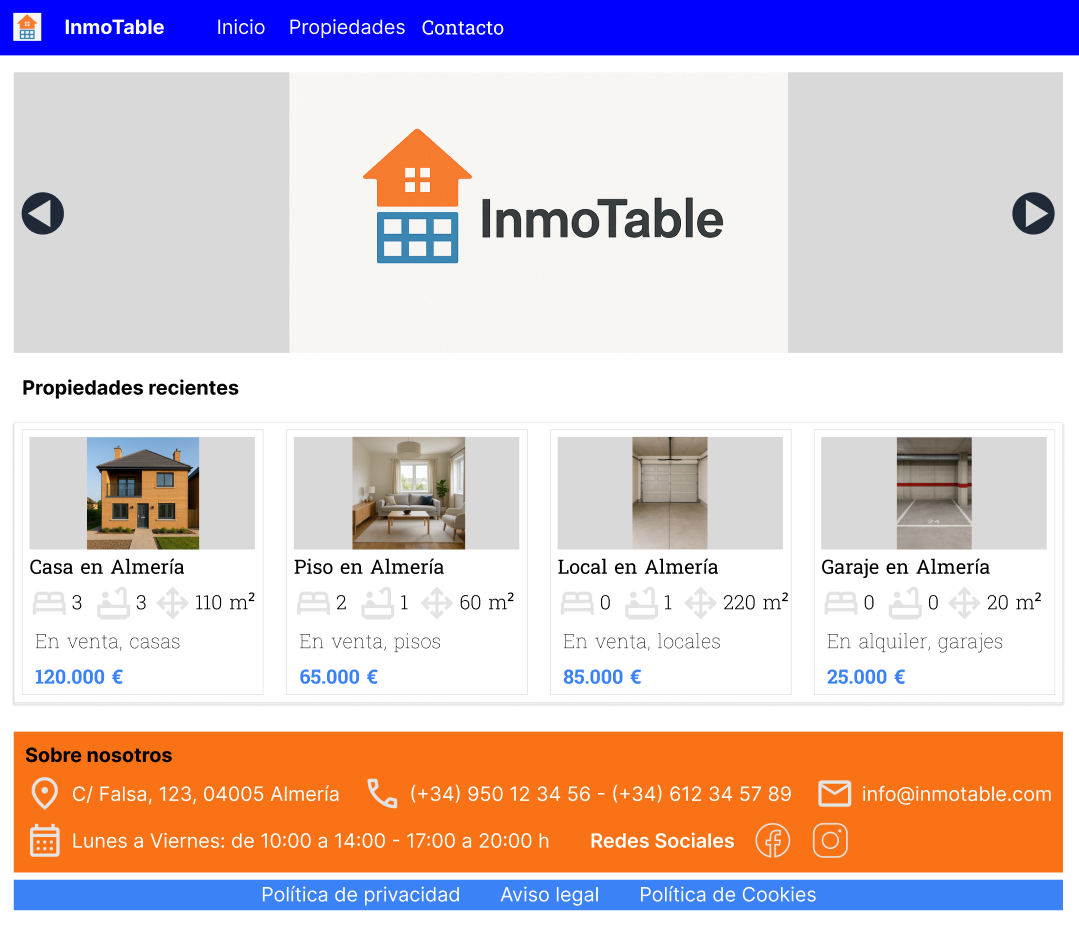 InmoTable Inicio Propiedades Contacto
InmoTable
Propiedades recientes
Casa en Almería
3 3 110 m²
En venta, casas
120.000 €
Piso en Almería
2 1 60 m²
En venta, pisos
65.000 €
Local en Almería
0 1 220 m²
En venta, locales
85.000 €
24
Garaje en Almería
0 0 20 m²
En alquiler, garajes
25.000 €
Sobre nosotros
C/ Falsa, 123, 04005 Almería (+34) 950 12 34 56 - (+34) 612 34 57 89 info@inmotable.com
Lunes a Viernes: de 10:00 a 14:00 - 17:00 a 20:00 h Redes Sociales
Política de privacidad Aviso legal Política de Cookies